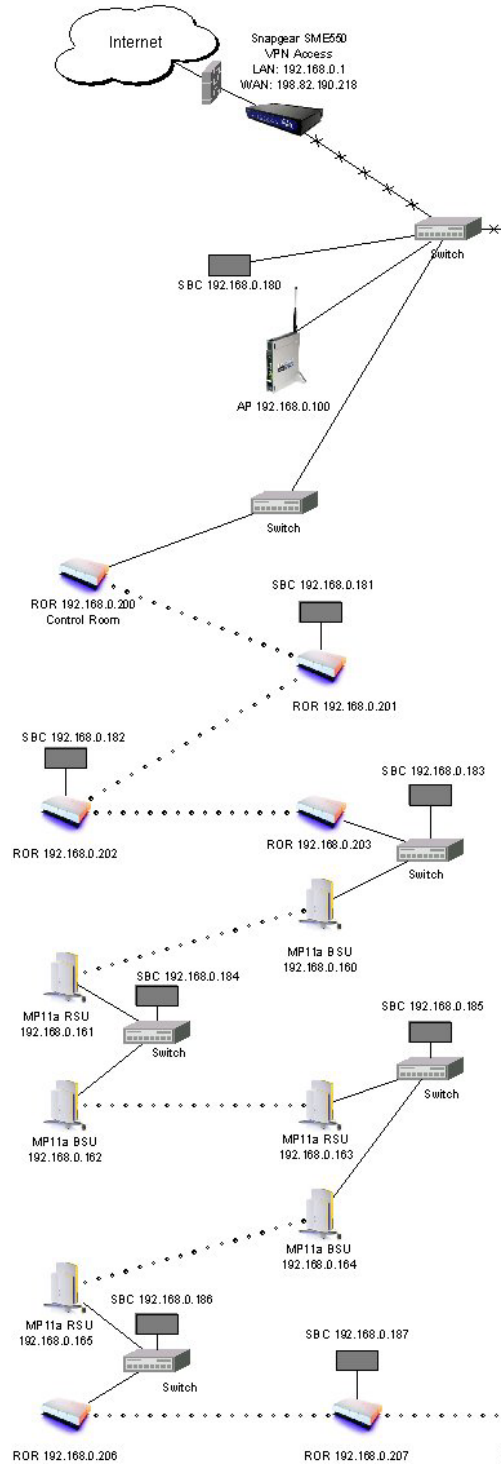 Internet
Snapgear SME550
VPN Access
LAN: 192.168.0.1
WAN: 198.82.190.218
Switch
SBC 192.168.0.180
AP 192.168.0.100
Switch
ROR 192.168.0.200
Control Room
SBC 192.168.0.181
ROR 192.168.0.201
SBC 192.168.0.182
ROR 192.168.0.202
SBC 192.168.0.183
ROR 192.168.0.203
Switch
MP11a BSU
192.168.0.160
MP11a RSU
192.168.0.161
SBC 192.168.0.184
Switch
SBC 192.168.0.185
Switch
MP11a BSU
192.168.0.162
MP11a RSU
192.168.0.163
MP11a BSU
192.168.0.164
MP11a RSU
192.168.0.165
SBC 192.168.0.186
Switch
SBC 192.168.0.187
ROR 192.168.0.206
ROR 192.168.0.207